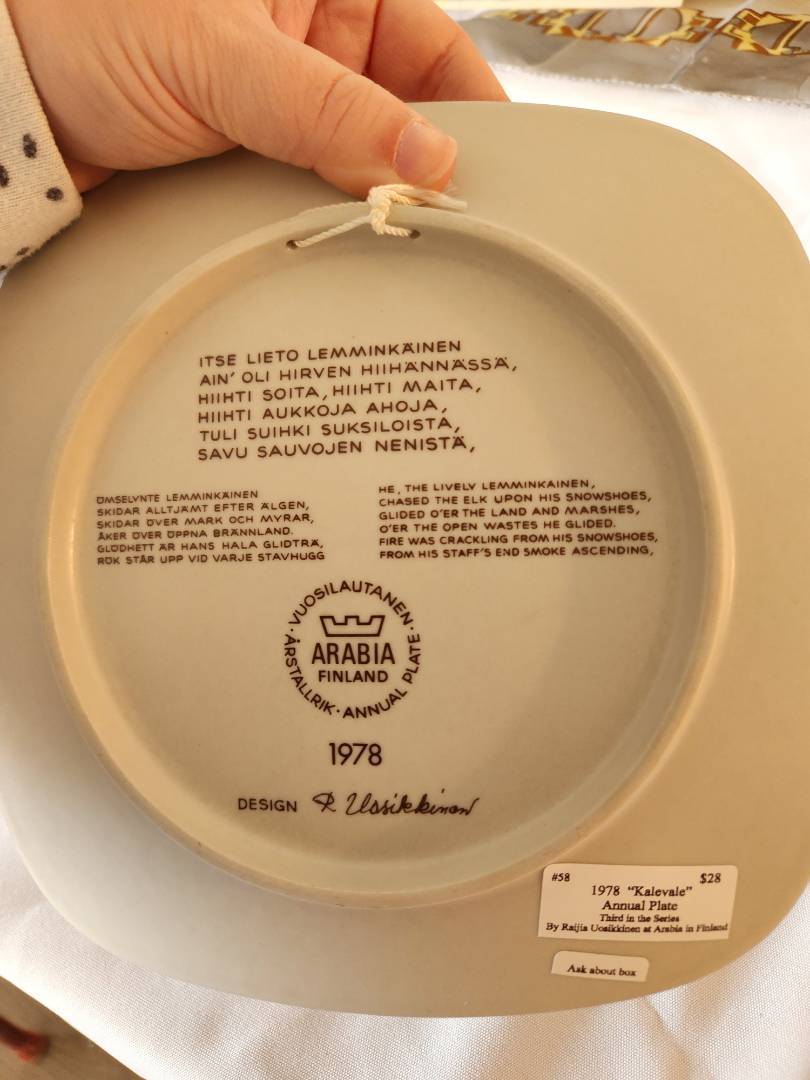 ITSE LIETO LEMMINKÄINEN
AIN' OLI HIRVEN HIIHÄNNÄSSÄ,
HIIHTI SOITA, HIIHTI MAITA,
HIIHTI AUKKOJA AHOJA,
TULI SUIHKI SUKSILOISTA,
SAVU SAUVOJEN NENISTÄ,
OMSELYNTE LEMMINKÄINEN
SKIDAR ALLTJÄMT EFTER ÄLGEN,
SKIDAR ÖVER MARK OCH MYRAR,
ÅKER ÖVER ÖPPNA BRÄNNLAND.
GLÖDHETT ÄR HANS HALA GLIDTRÄ,
RÖK STÅR UPP VID VARJE STAVHUGG
HE, THE LIVELY LEMMINKAINEN,
CHASED THE ELK UPON HIS SNOWSHOES,
GLIDED O'ER THE LAND AND MARSHES,
O'ER THE OPEN WASTES HE GLIDED.
FIRE WAS CRACKLING FROM HIS SNOWSHOES,
FROM HIS STAFF'S END SMOKE ASCENDING,
· VUOSILAUTANEN ·
ARABIA
FINLAND
ÅRSTALLRIK · ANNUAL PLATE
1978
DESIGN R Uosikkinen
#58 $28
1978 "Kalevale"
Annual Plate
Third in the Series
By Raijia Uosikkinen at Arabia in Finland
Ask about box